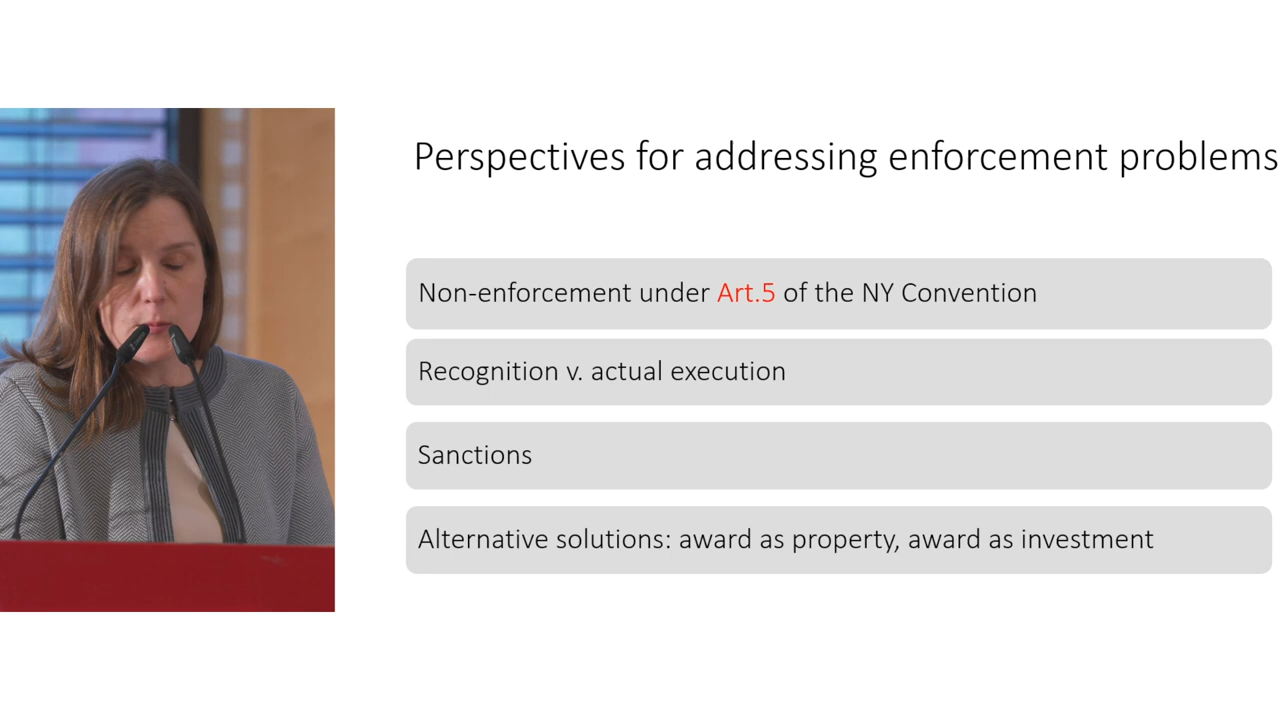 Perspectives for addressing enforcement problems
Non-enforcement under Art.5 of the NY Convention
Recognition v. actual execution
Sanctions
Alternative solutions: award as property, award as investment